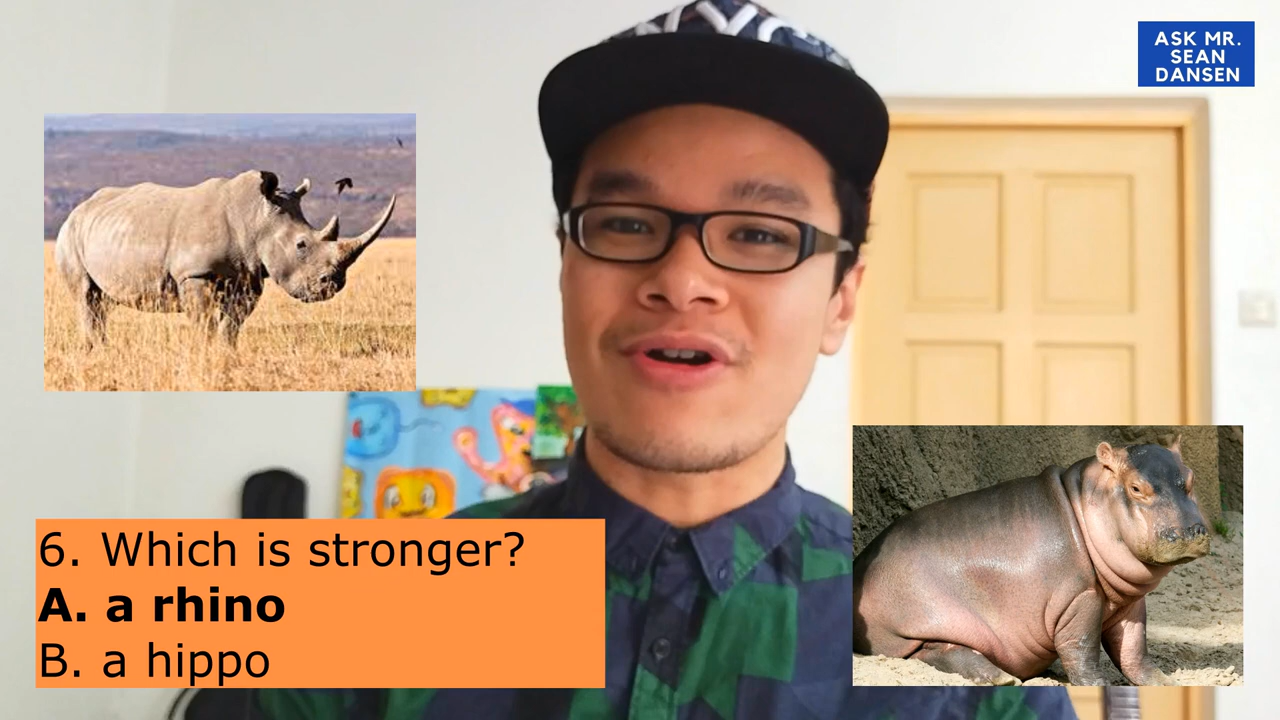 ASK MR.
SEAN
DANSEN
6. Which is stronger?
A. a rhino
B. a hippo